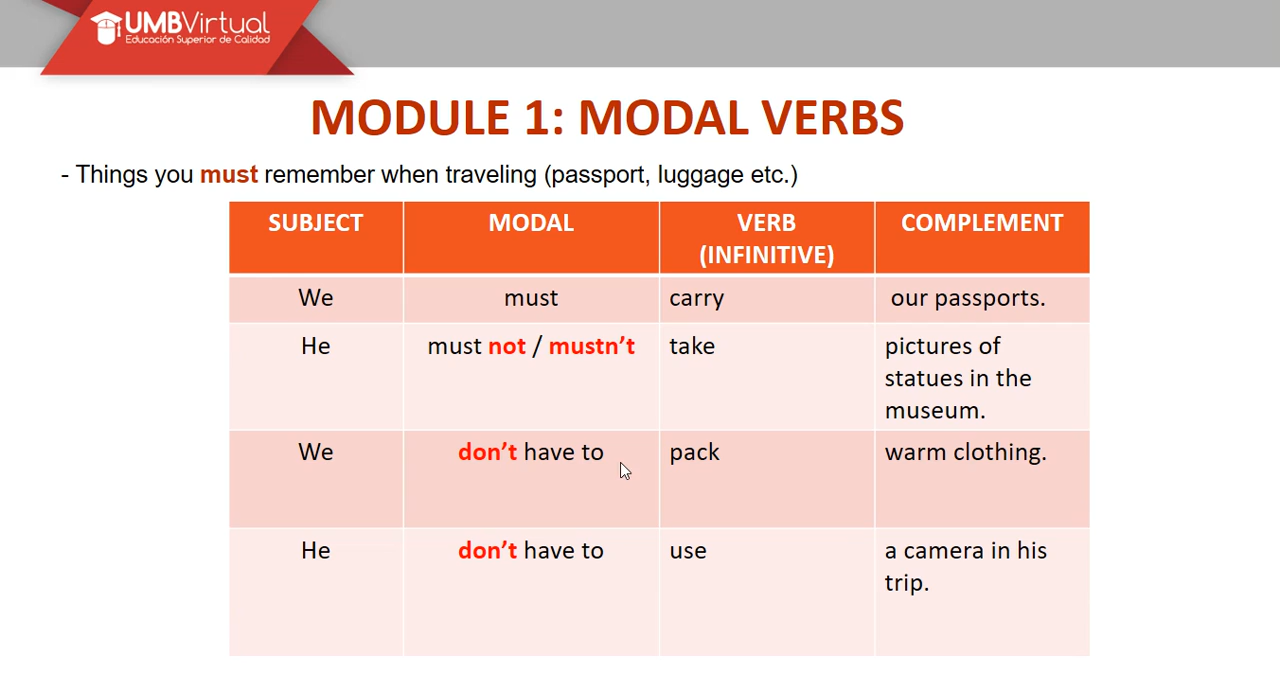 UMBVirtual
Educación Superior de Calidad
MODULE 1: MODAL VERBS
- Things you must remember when traveling (passport, luggage etc.)
SUBJECT MODAL VERB (INFINITIVE) COMPLEMENT
We must carry our passports.
He must not / mustn't take pictures of
statues in the
museum.
We don't have to pack warm clothing.
He don't have to use a camera in his
trip.